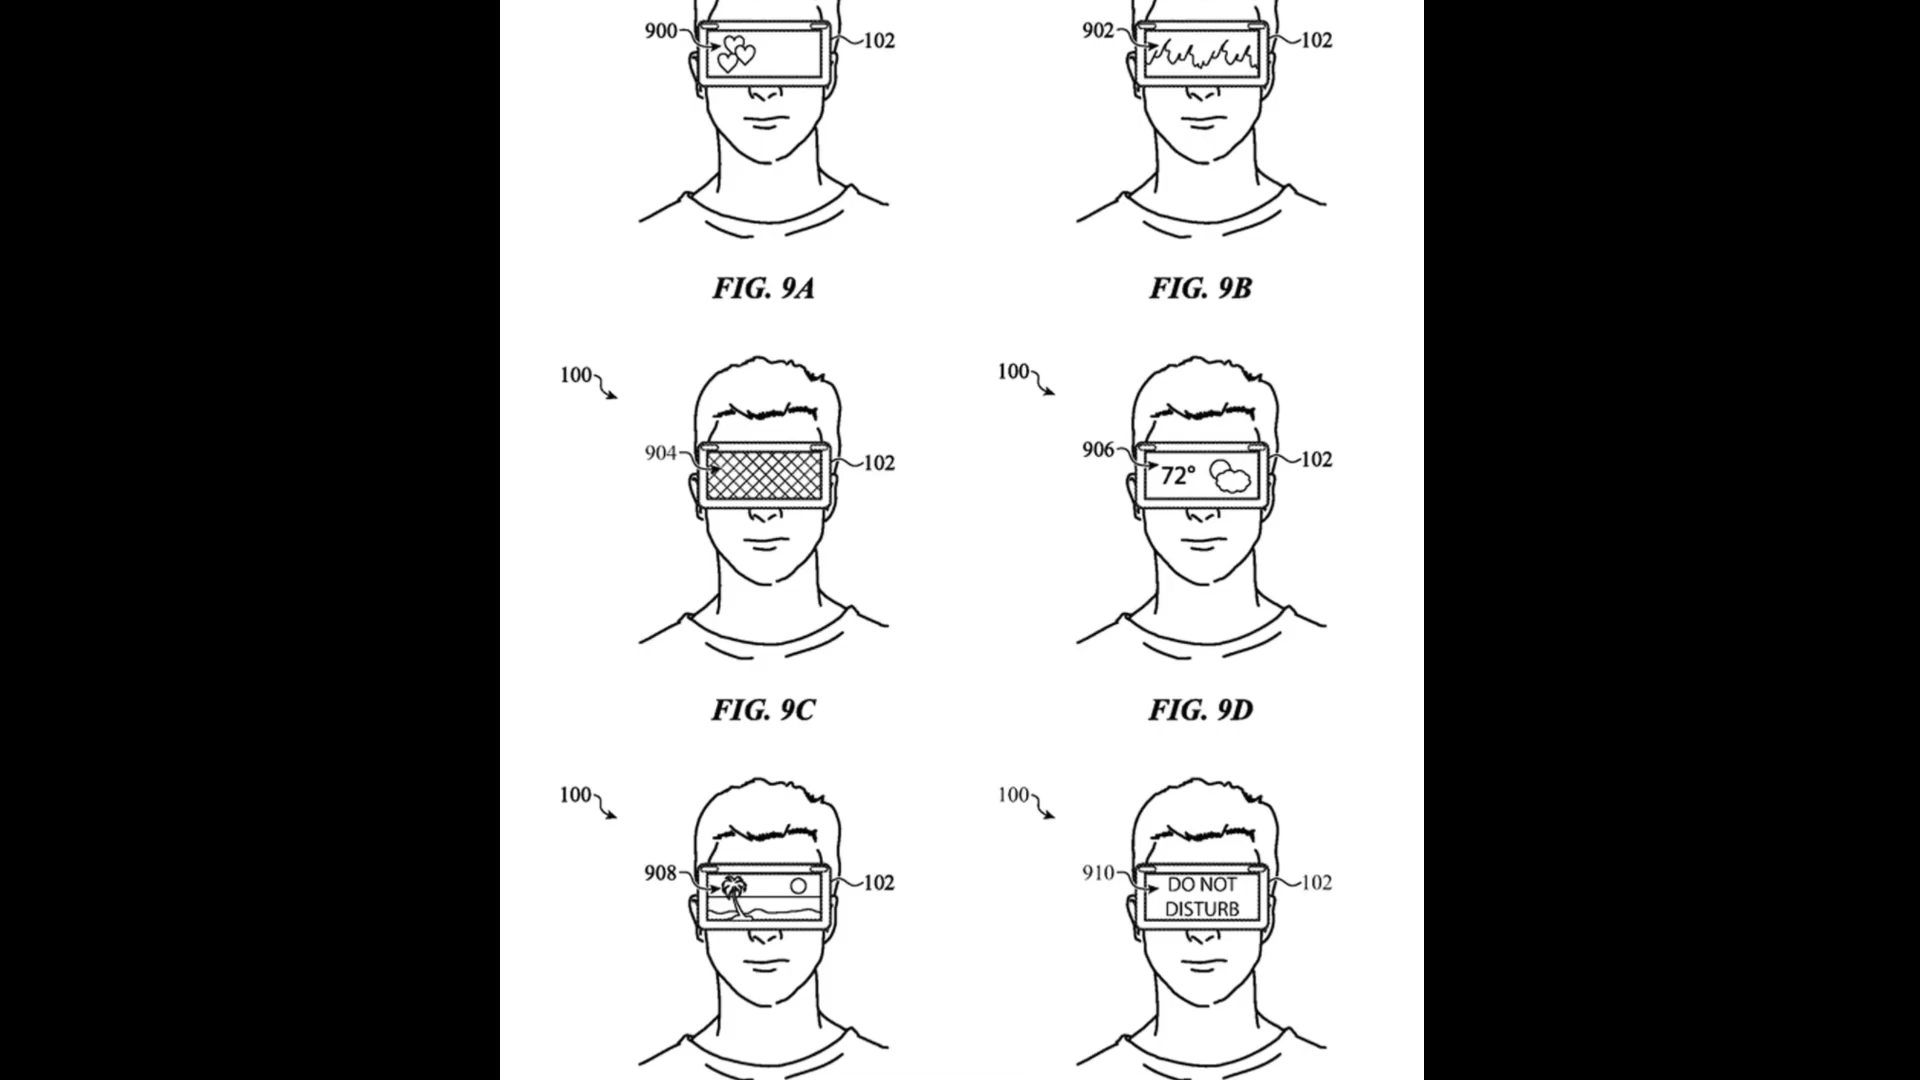 900 102 902 102
FIG. 9A FIG. 9B
100 100
904 102 906 72° 102
FIG. 9C FIG. 9D
100 100
908 102 910 DO NOT 102
DISTURB